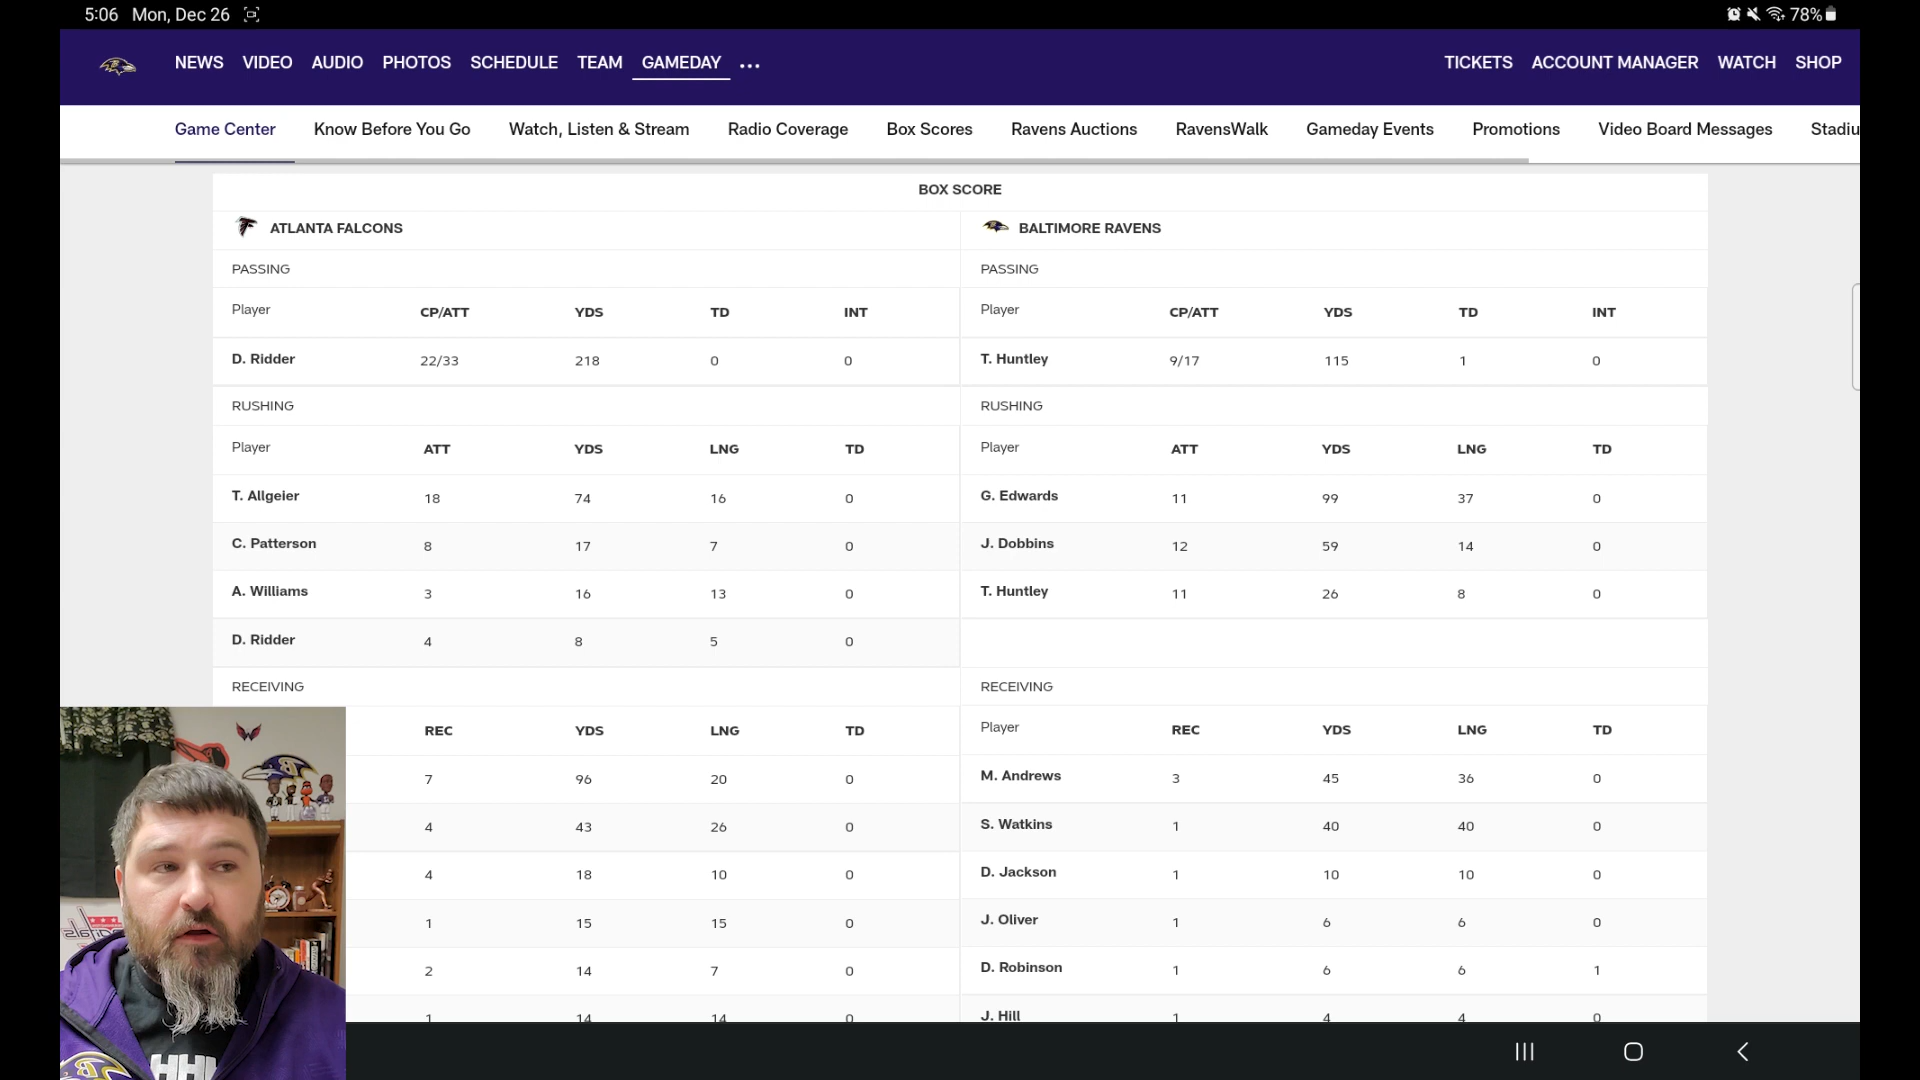 5:06 Mon, Dec 26 78%
NEWS VIDEO AUDIO PHOTOS SCHEDULE TEAM GAMEDAY ... TICKETS ACCOUNT MANAGER WATCH SHOP
Game Center Know Before You Go Watch, Listen & Stream Radio Coverage Box Scores Ravens Auctions RavensWalk Gameday Events Promotions Video Board Messages Stadiu
BOX SCORE
ATLANTA FALCONS BALTIMORE RAVENS
PASSING PASSING
Player CP/ATT YDS TD INT Player CP/ATT YDS TD INT
D. Ridder 22/33 218 0 0 T. Huntley 9/17 115 1 0
RUSHING RUSHING
Player ATT YDS LNG TD Player ATT YDS LNG TD
T. Allgeier 18 74 16 0 G. Edwards 11 99 37 0
C. Patterson 8 17 7 0 J. Dobbins 12 59 14 0
A. Williams 3 16 13 0 T. Huntley 11 26 8 0
D. Ridder 4 8 5 0
RECEIVING RECEIVING
REC YDS LNG TD Player REC YDS LNG TD
7 96 20 0 M. Andrews 3 45 36 0
4 43 26 0 S. Watkins 1 40 40 0
4 18 10 0 D. Jackson 1 10 10 0
1 15 15 0 J. Oliver 1 6 6 0
2 14 7 0 D. Robinson 1 6 6 1
1 14 14 0 J. Hill 1 4 4 0